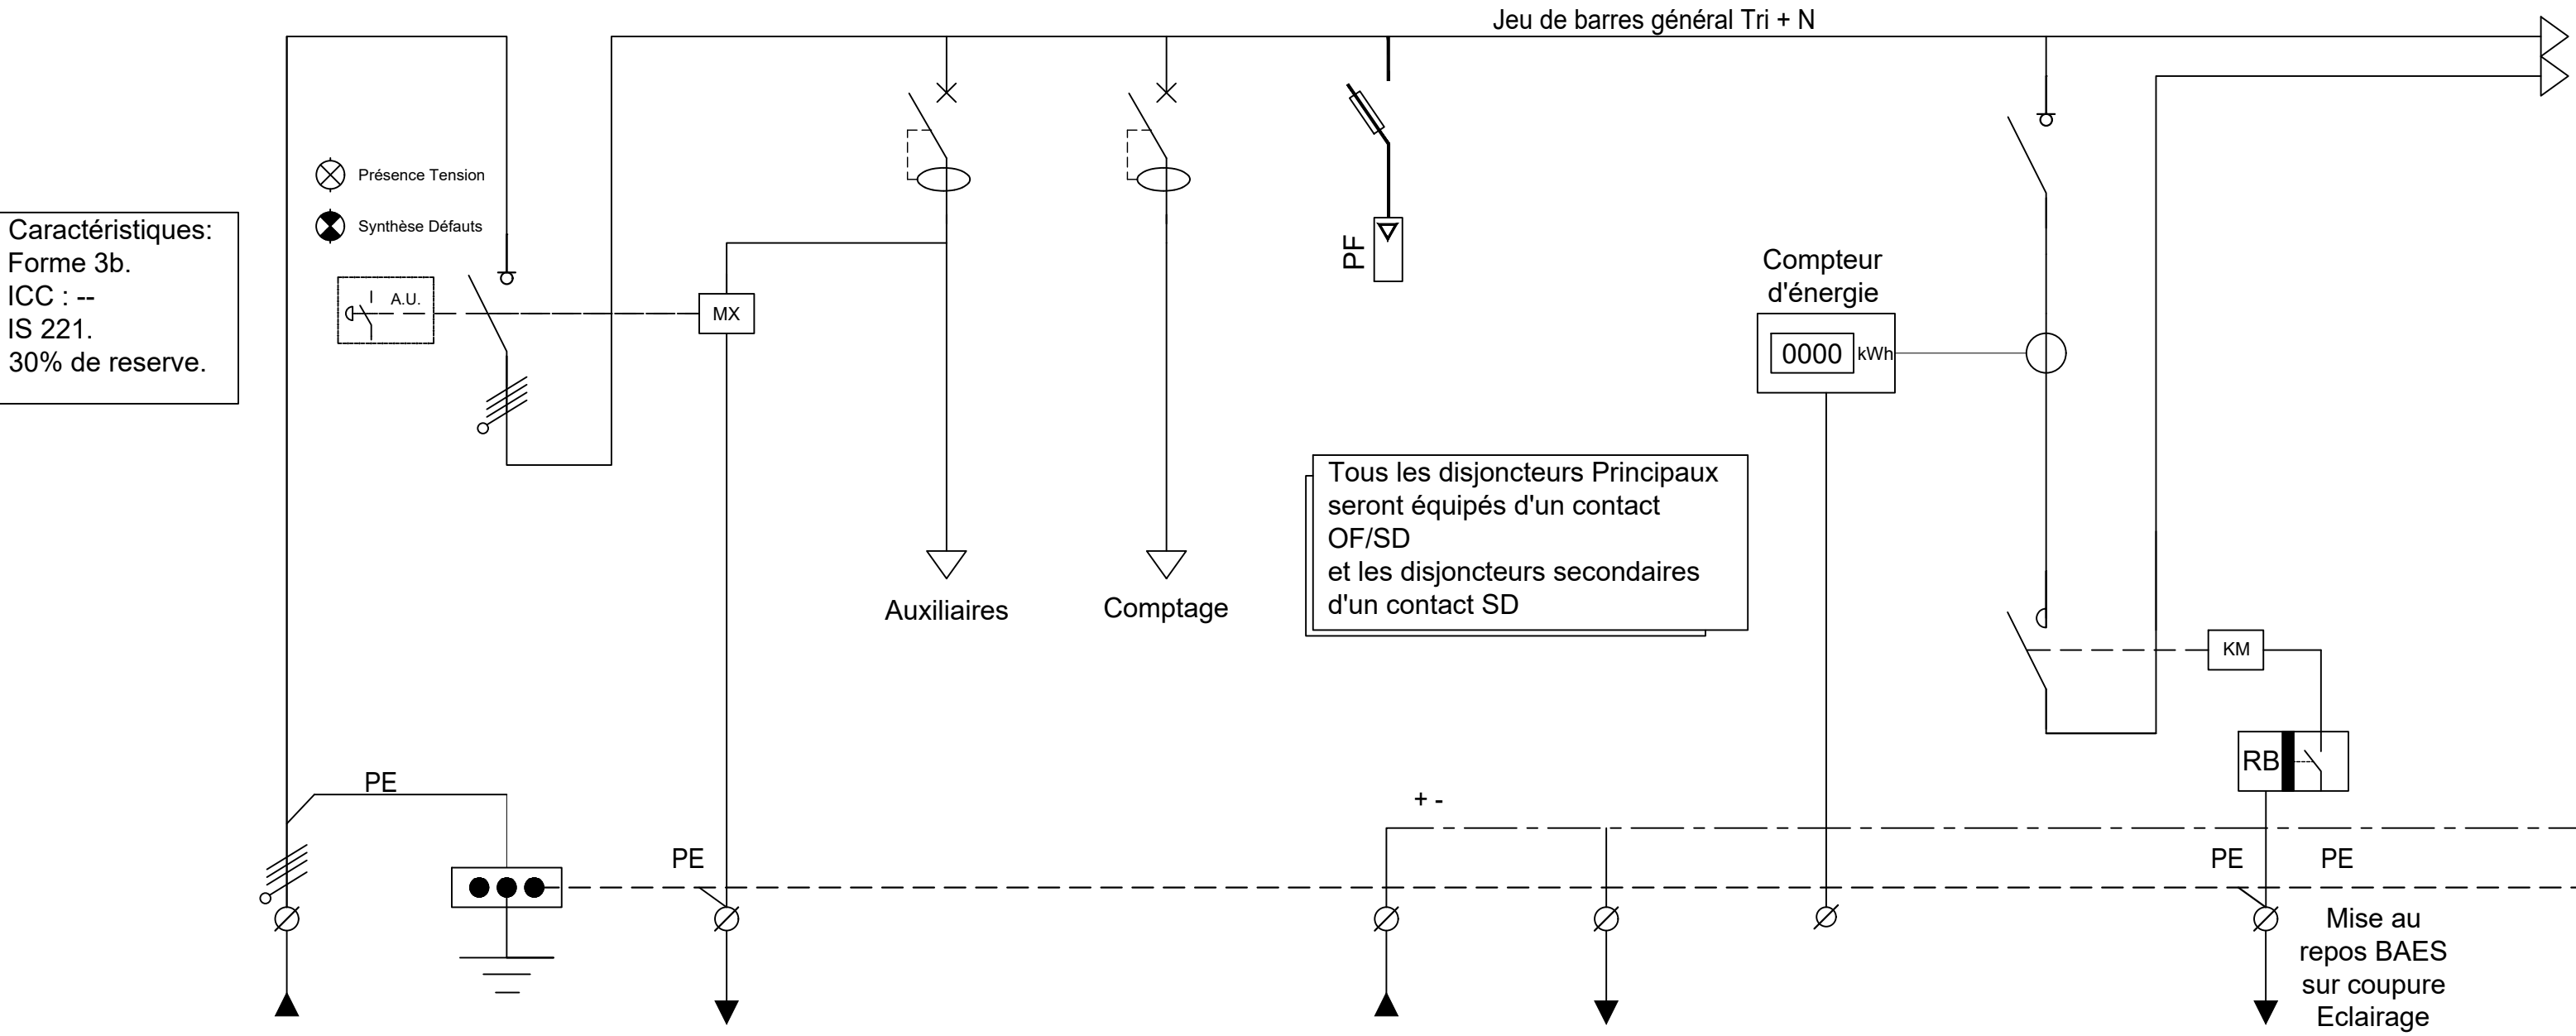 Jeu de barres général Tri + N
Présence Tension
Synthèse Défauts
Caractéristiques:
Forme 3b.
ICC : --
IS 221.
30% de reserve.
A.U.
MX
PF
Compteur
d'énergie
0000 kWh
Tous les disjoncteurs Principaux
seront équipés d'un contact
OF/SD
et les disjoncteurs secondaires
d'un contact SD
Auxiliaires
Comptage
KM
RB
PE
+ -
PE
PE
PE
Mise au
repos BAES
sur coupure
Eclairage